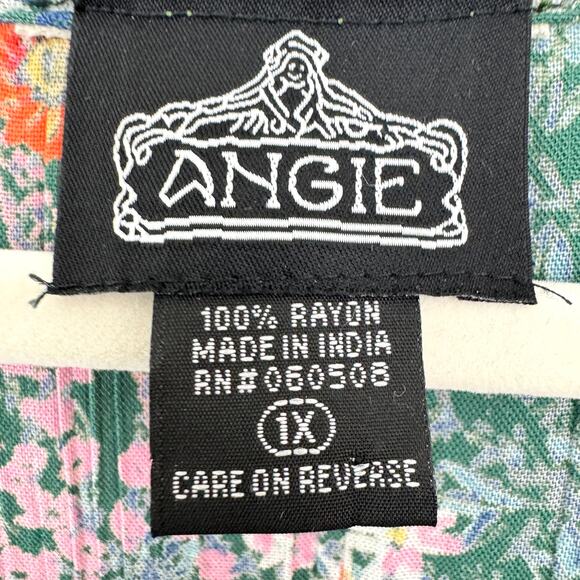 ANGIE
100% RAYON
MADE IN INDIA
RN# 060508
1X
CARE ON REVERSE